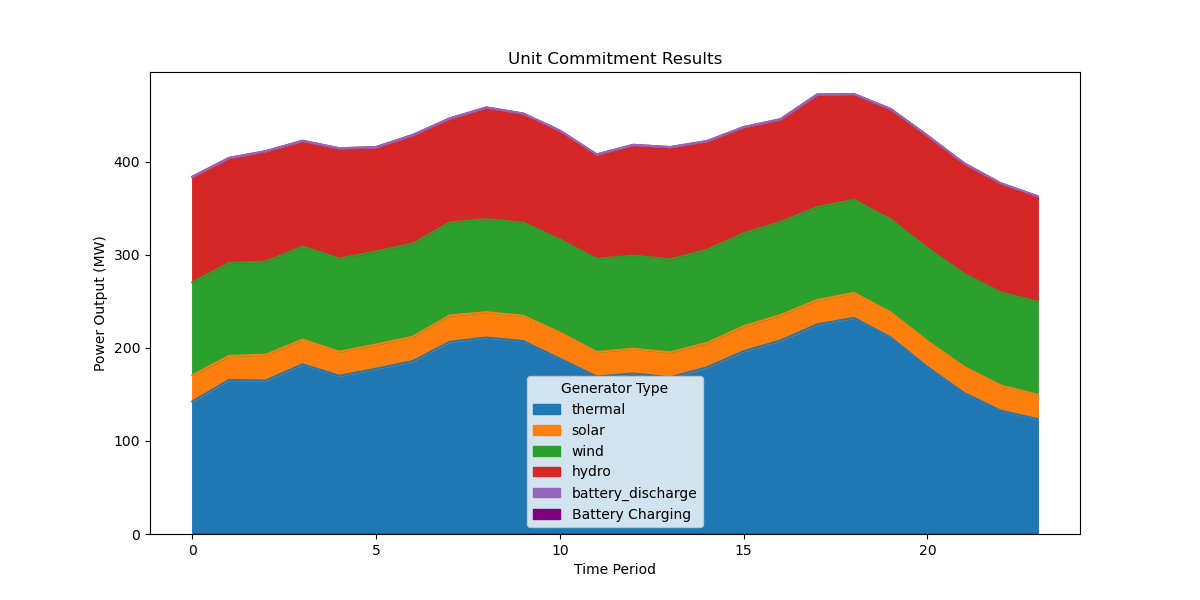 Unit Commitment Results
Power Output (MW)
400
300
200
100
0
Generator Type
thermal
solar
wind
hydro
battery_discharge
Battery Charging
0 5 10 15 20
Time Period